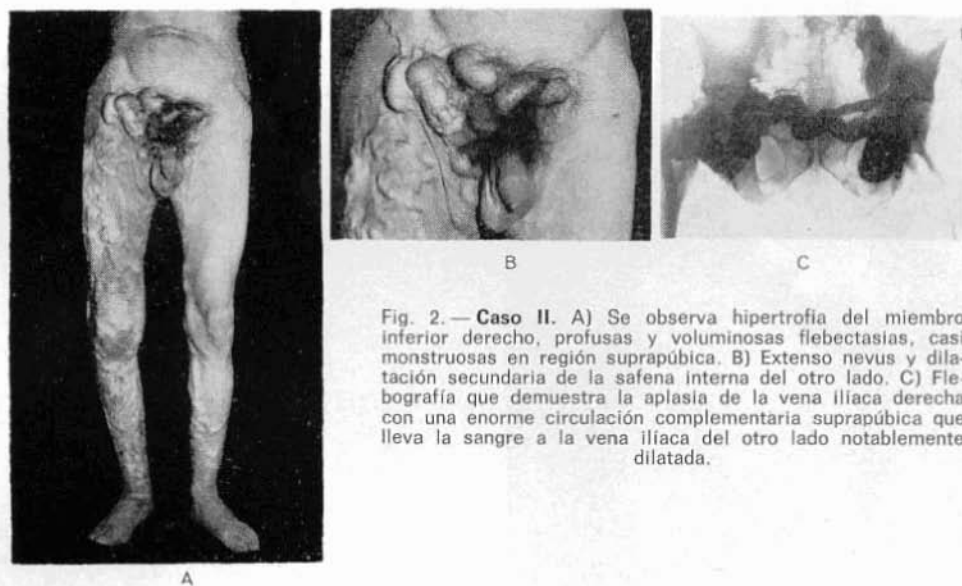 B
C
Fig. 2. — Caso II. A) Se observa hipertrofia del miembro
inferior derecho, profusas y voluminosas flebectasias, casi
monstruosas en región suprapúbica. B) Extenso nevus y dila-
tación secundaria de la safena interna del otro lado. C) Fle-
bografía que demuestra la aplasia de la vena ilíaca derecha
con una enorme circulación complementaria suprapúbica que
lleva la sangre a la vena ilíaca del otro lado notablemente
dilatada.
A